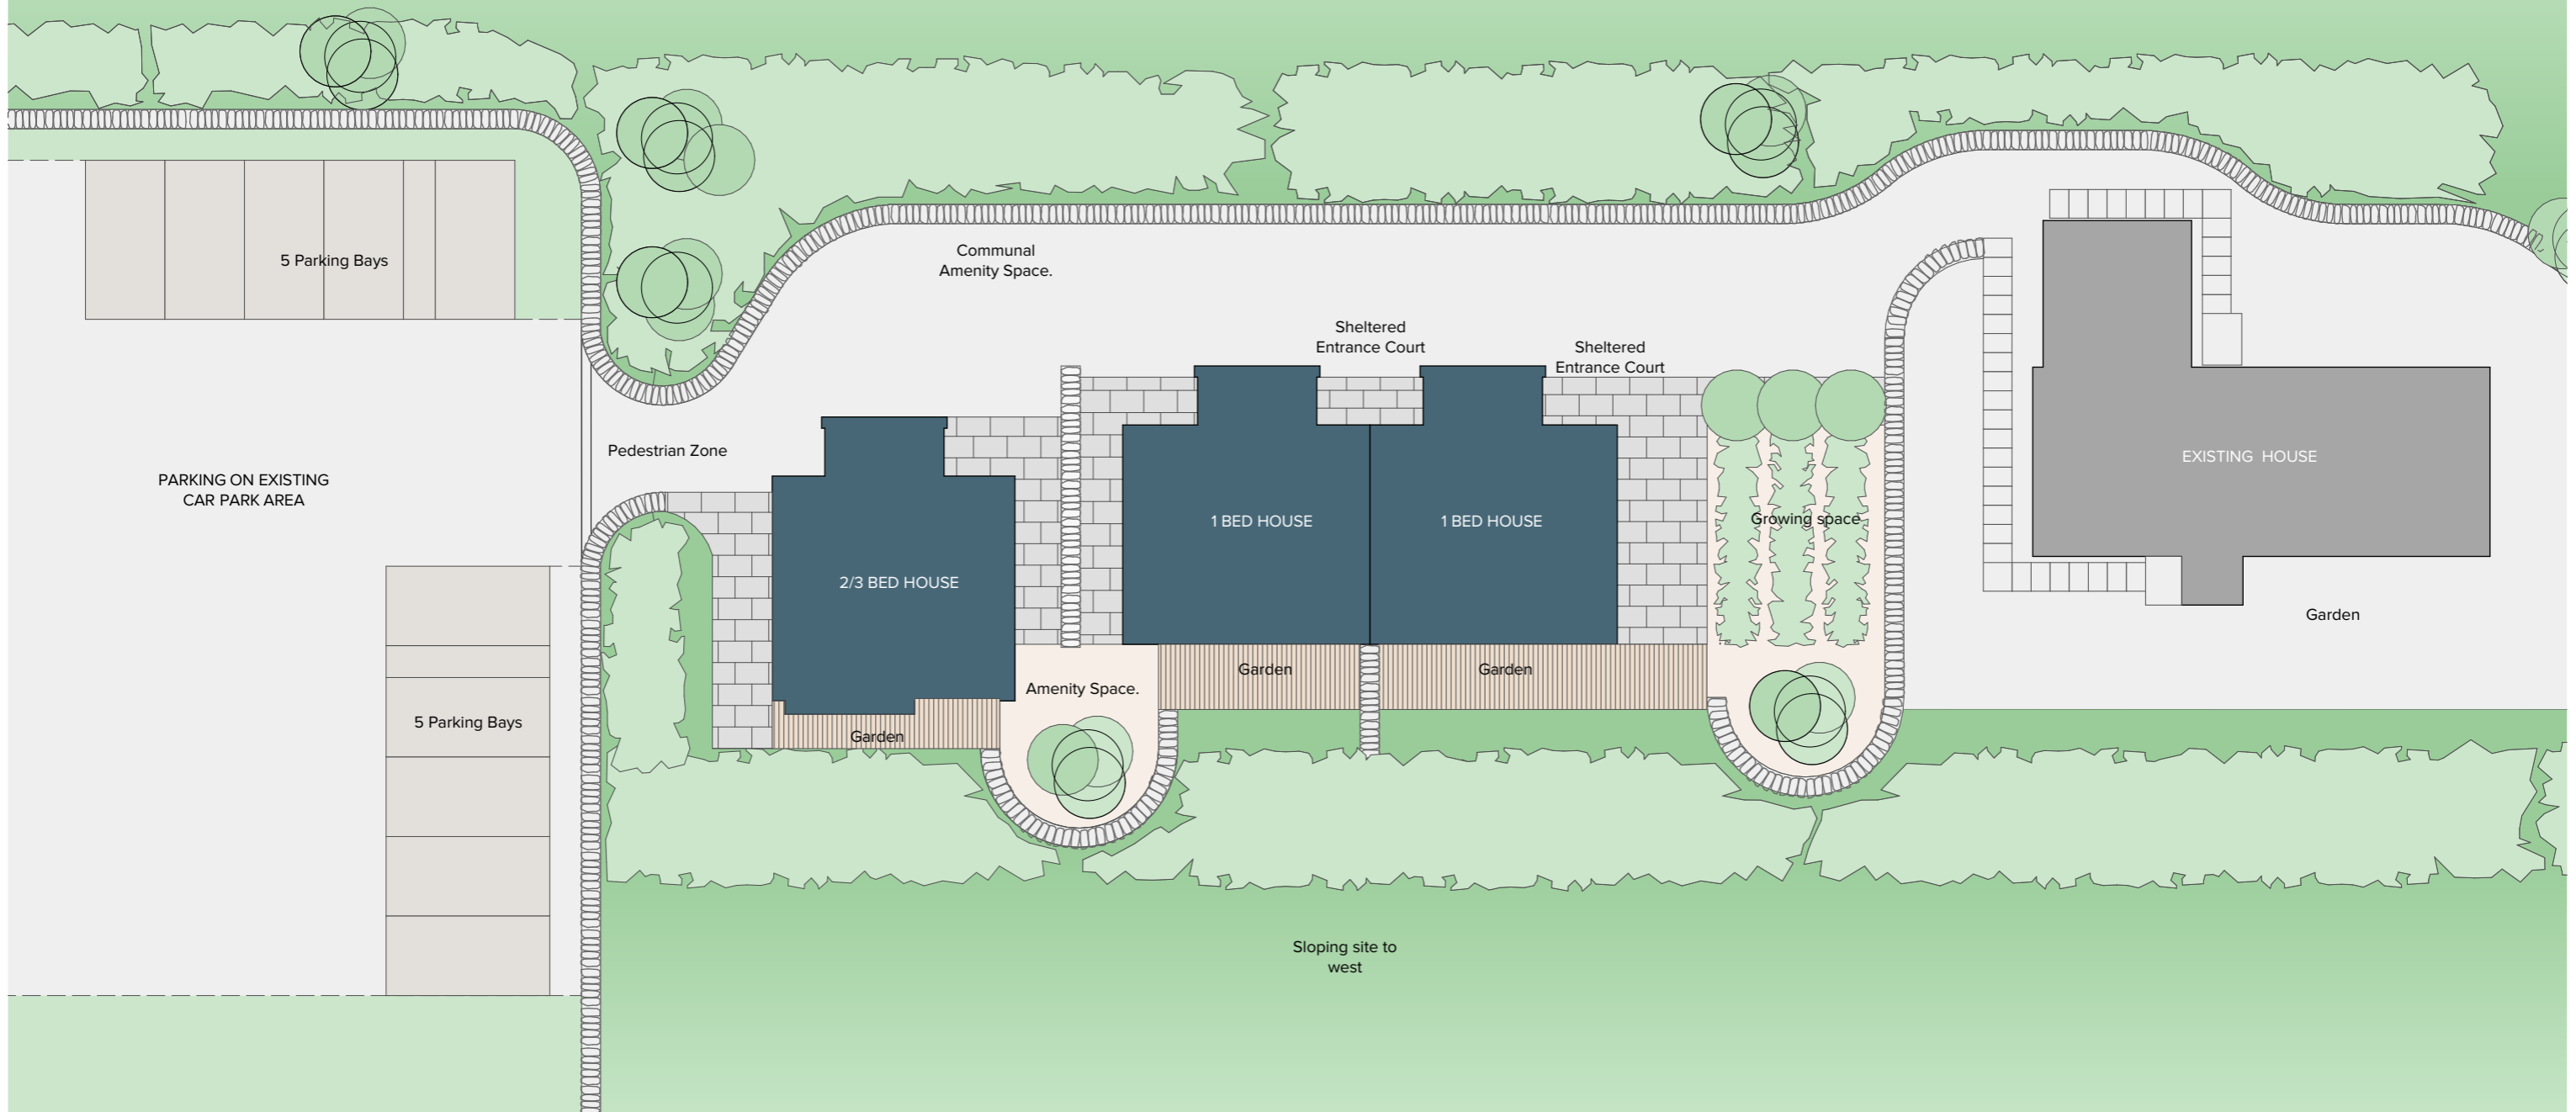 Communal
Amenity Space.
5 Parking Bays
Sheltered
Entrance Court
Sheltered
Entrance Court
Pedestrian Zone
EXISTING HOUSE
PARKING ON EXISTING
CAR PARK AREA
1 BED HOUSE
1 BED HOUSE
Growing space
2/3 BED HOUSE
Garden
Garden
Garden
Amenity Space.
5 Parking Bays
Garden
Sloping site to
west